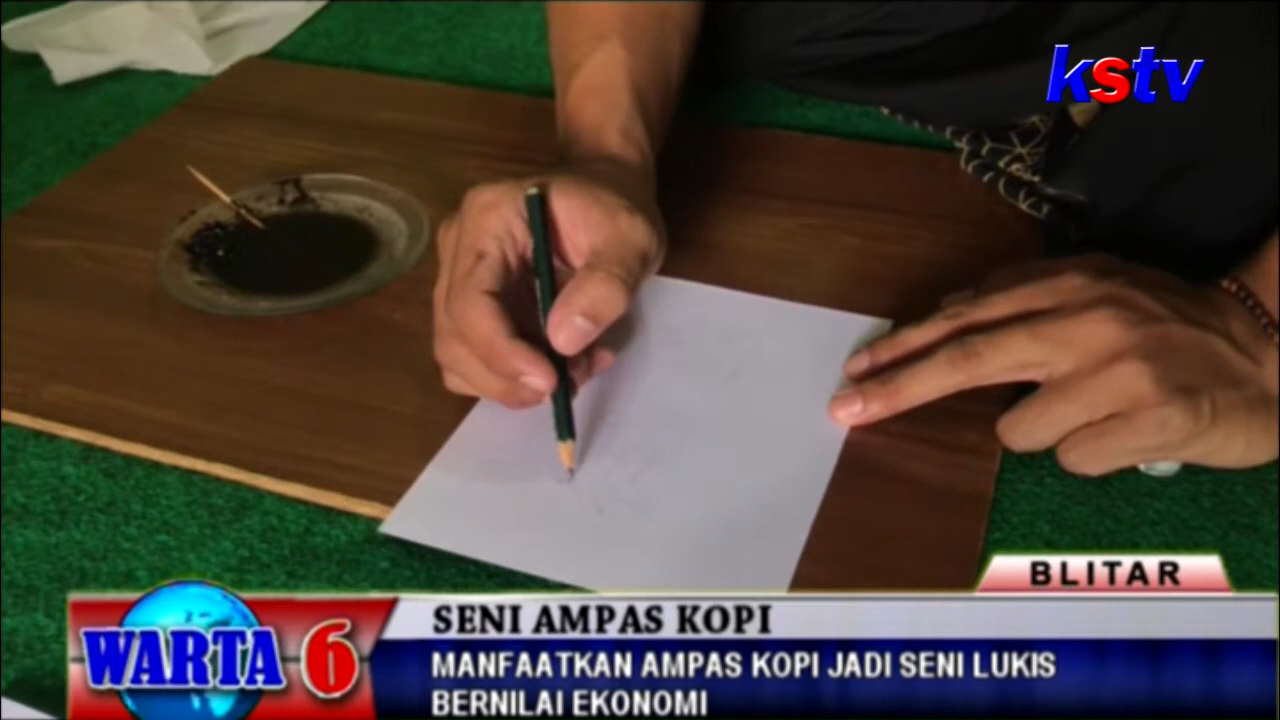 kstv
BLITAR
WARTA 6
SENI AMPAS KOPI
MANFAATKAN AMPAS KOPI JADI SENI LUKIS
BERNILAI EKONOMI